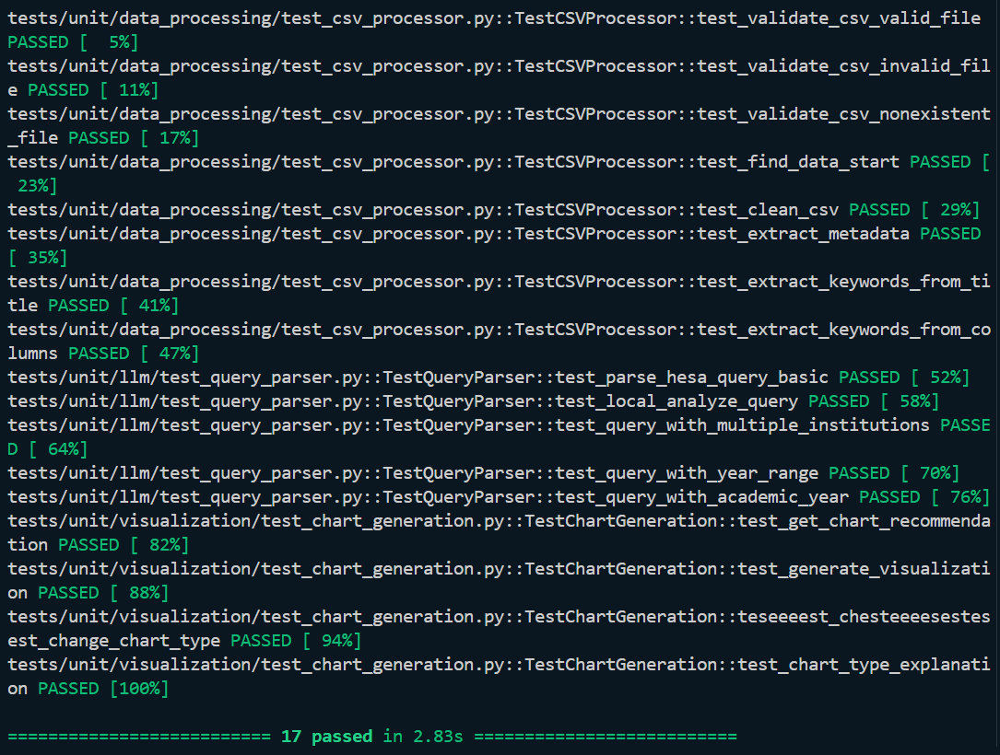 tests/unit/data_processing/test_csv_processor.py::TestCSVProcessor::test_validate_csv_valid_file
PASSED [  5%]
tests/unit/data_processing/test_csv_processor.py::TestCSVProcessor::test_validate_csv_invalid_fil
e PASSED [ 11%]
tests/unit/data_processing/test_csv_processor.py::TestCSVProcessor::test_validate_csv_nonexistent
_file PASSED [ 17%]
tests/unit/data_processing/test_csv_processor.py::TestCSVProcessor::test_find_data_start PASSED [
 23%]
tests/unit/data_processing/test_csv_processor.py::TestCSVProcessor::test_clean_csv PASSED [ 29%]
tests/unit/data_processing/test_csv_processor.py::TestCSVProcessor::test_extract_metadata PASSED
[ 35%]
tests/unit/data_processing/test_csv_processor.py::TestCSVProcessor::test_extract_keywords_from_ti
tle PASSED [ 41%]
tests/unit/data_processing/test_csv_processor.py::TestCSVProcessor::test_extract_keywords_from_co
lumns PASSED [ 47%]
tests/unit/llm/test_query_parser.py::TestQueryParser::test_parse_hesa_query_basic PASSED [ 52%]
tests/unit/llm/test_query_parser.py::TestQueryParser::test_local_analyze_query PASSED [ 58%]
tests/unit/llm/test_query_parser.py::TestQueryParser::test_query_with_multiple_institutions PASSE
D [ 64%]
tests/unit/llm/test_query_parser.py::TestQueryParser::test_query_with_year_range PASSED [ 70%]
tests/unit/llm/test_query_parser.py::TestQueryParser::test_query_with_academic_year PASSED [ 76%]
tests/unit/visualization/test_chart_generation.py::TestChartGeneration::test_get_chart_recommenda
tion PASSED [ 82%]
tests/unit/visualization/test_chart_generation.py::TestChartGeneration::test_generate_visualizati
on PASSED [ 88%]
tests/unit/visualization/test_chart_generation.py::TestChartGeneration::teseeeest_chesteeeesestes
est_change_chart_type PASSED [ 94%]
tests/unit/visualization/test_chart_generation.py::TestChartGeneration::test_chart_type_explanati
on PASSED [100%]
========================== 17 passed in 2.83s ==========================